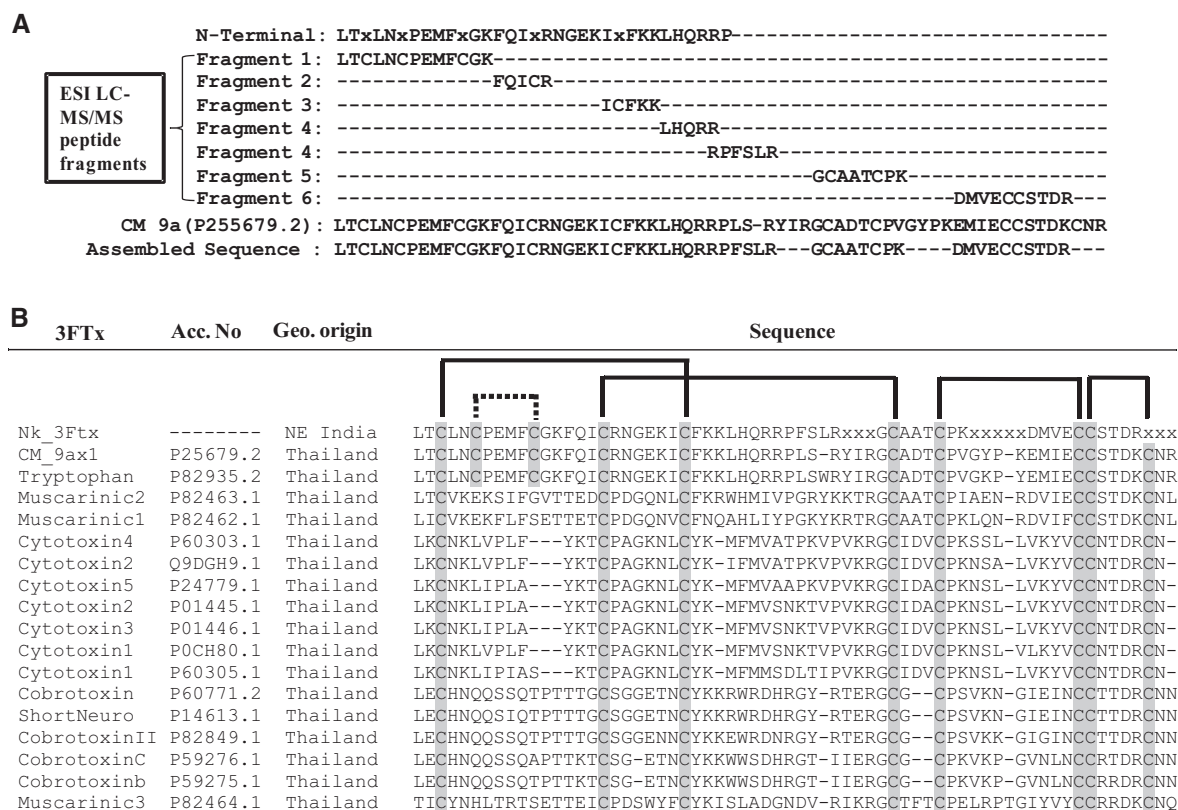 A
N-Terminal: LTxLNxPEMFxGKFQIxRNGEKIxFKKLHQRRP--------------------------------
Fragment 1: LTCLNCPEMFCGK----------------------------------------------------
Fragment 2: -------------FQICR-----------------------------------------------
Fragment 3: ----------------------ICFKK--------------------------------------
Fragment 4: ---------------------------LHQRR---------------------------------
Fragment 4: -------------------------------RPFSLR----------------------------
Fragment 5: ----------------------------------------GCAATCPK-----------------
Fragment 6: ----------------------------------------------------DMVECCSTDR---
ESI LC-
MS/MS
peptide
fragments
CM 9a(P255679.2): LTCLNCPEMFCGKFQICRNGEKICFKKLHQRRPLS-RYIRGCADTCPVGYPKEMIECCSTDKCNR
Assembled Sequence : LTCLNCPEMFCGKFQICRNGEKICFKKLHQRRPFSLR---GCAATCPK----DMVECCSTDR---
B
3FTx Acc. No Geo. origin Sequence
Nk_3Ftx -------- NE India LTCLNCPEMFCGKFQICRNGEKICFKKLHQRRPFSLRxxxGCAATCPKxxxxxDMVECCSTDRxxx
CM_9ax1 P25679.2 Thailand LTCLNCPEMFCGKFQICRNGEKICFKKLHQRRPLS-RYIRGCADTCPVGYP-KEMIECCSTDKCNR
Tryptophan P82935.2 Thailand LTCLNCPEMFCGKFQICRNGEKICFKKLHQRRPLSWRYIRGCADTCPVGKP-YEMIECCSTDKCNR
Muscarinic2 P82463.1 Thailand LTCVKEKSIFGVTTEDCPDGQNLCFKRWHMIVPGRYKKTRGCAATCPIAEN-RDVIECCSTDKCNL
Muscarinic1 P82462.1 Thailand LICVKEKFLFSETTETCPDGQNVCFNQAHLIYPGKYKRTRGCAATCPKLQN-RDVIFCCSTDKCNL
Cytotoxin4 P60303.1 Thailand LKCNKLVPLF---YKTCPAGKNLCYK-MFMVATPKVPVKRGCIDVCPKSSL-LVKYVCCNTDRCN-
Cytotoxin2 Q9DGH9.1 Thailand LKCNKLVPLF---YKTCPAGKNLCYK-IFMVATPKVPVKRGCIDVCPKNSA-LVKYVCCNTDRCN-
Cytotoxin5 P24779.1 Thailand LKCNKLIPLA---YKTCPAGKNLCYK-MFMVAAPKVPVKRGCIDACPKNSL-LVKYVCCNTDRCN-
Cytotoxin2 P01445.1 Thailand LKCNKLIPLA---YKTCPAGKNLCYK-MFMVSNKTVPVKRGCIDACPKNSL-LVKYVCCNTDRCN-
Cytotoxin3 P01446.1 Thailand LKCNKLIPLA---YKTCPAGKNLCYK-MFMVSNKTVPVKRGCIDVCPKNSL-LVKYVCCNTDRCN-
Cytotoxin1 P0CH80.1 Thailand LKCNKLVPLF---YKTCPAGKNLCYK-MFMVSNKTVPVKRGCIDVCPKNSL-VLKYVCCNTDRCN-
Cytotoxin1 P60305.1 Thailand LKCNKLIPIAS--KTCPAGKNLCYK-MFMMSDLTIPVKRGCIDVCPKNSL-LVKYVCCNTDRCN-
Cobrotoxin P60771.2 Thailand LECHNQQSSQTPTTTGCSGGETNCYKKRWRDHRGY-RTERGCG--CPSVKN-GIEINCCTTDRCNN
ShortNeuro P14613.1 Thailand LECHNQQSIQTPTTTGCSGGETNCYKKRWRDHRGY-RTERGCG--CPSVKN-GIEINCCTTDRCNN
CobrotoxinII P82849.1 Thailand LECHNQQSSQTPTTTGCSGGENNCYKKEWRDNRGY-RTERGCG--CPSVKK-GIGINCCTTDRCNN
CobrotoxinC P59276.1 Thailand LECHNQQSSQAPTTKTCSG-ETNCYKKWWSDHRGT-IIERGCG--CPKVKP-GVNLNCCRTDRCNN
Cobrotoxinb P59275.1 Thailand LECHNQQSSQTPTTKTCSG-ETNCYKKWWSDHRGT-IIERGCG--CPKVKP-GVNLNCCRRDRCNN
Muscarinic3 P82464.1 Thailand TICYNHLTRTSETTEICPDSWYFCYKISLADGNDV-RIKRGCTFTCPELRPTGIYVYCCRRDKCNQ